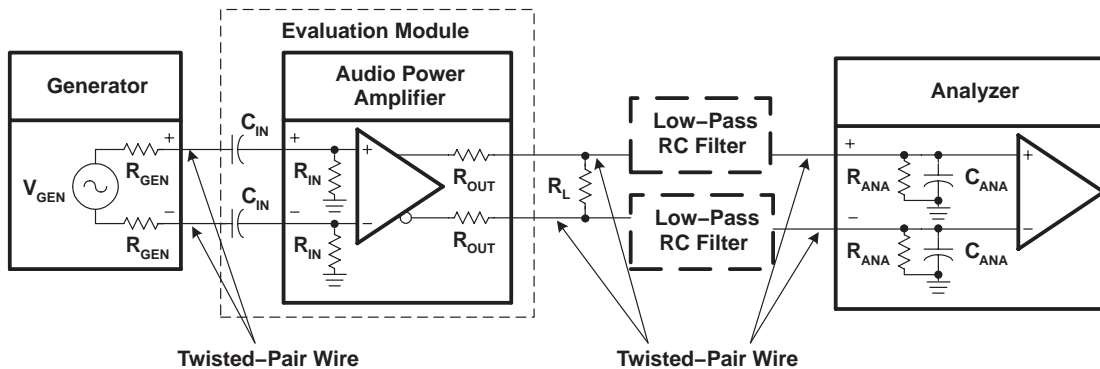 Evaluation Module
Generator
Audio Power
Amplifier
Analyzer
Low−Pass
RC Filter
Low−Pass
RC Filter
V_GEN
R_GEN
R_GEN
+
−
C_IN
C_IN
+
−
R_IN
R_IN
+
−
R_OUT
R_OUT
R_L
+
−
R_ANA
R_ANA
C_ANA
C_ANA
+
−
Twisted−Pair Wire
Twisted−Pair Wire